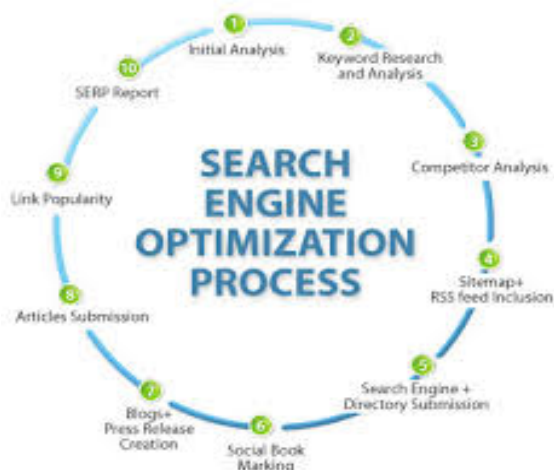 1
Initial Analysis
2
Keyword Research
and Analysis
3
Competitor Analysis
4
Sitemap+
RSS feed Inclusion
5
Search Engine +
Directory Submission
6
Social Book
Marking
7
Blogs+
Press Release
Creation
8
Articles Submission
9
Link Popularity
10
SERP Report
SEARCH
ENGINE
OPTIMIZATION
PROCESS